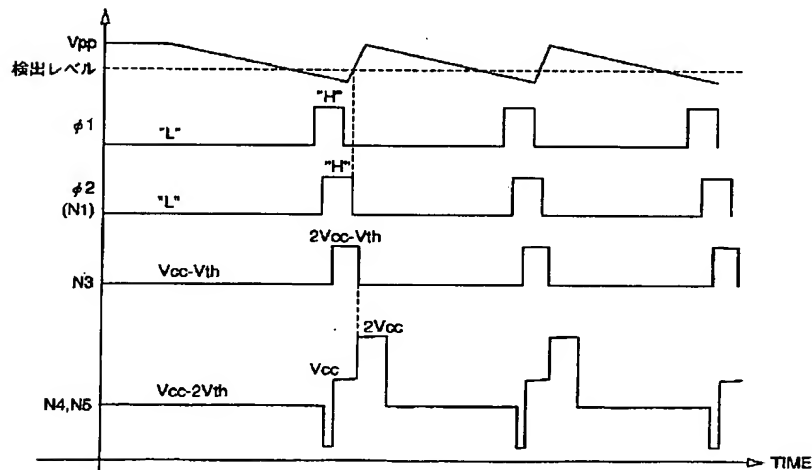 Vpp
検出レベル
"H"
φ1
"L"
"H"
φ2
(N1)
"L"
2Vcc-Vth
Vcc-Vth
N3
2Vcc
Vcc
Vcc-2Vth
N4,N5
TIME